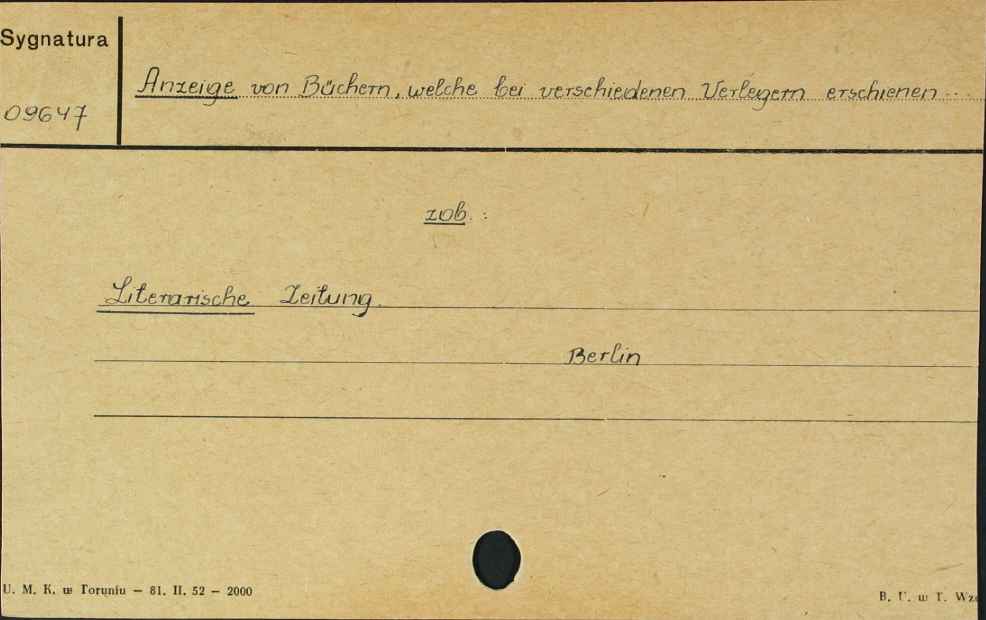 Sygnatura
09647
Anzeige von Büchern, welche bei verschiedenen Verlegern erschienen ...
zob. :
Literarische Zeitung.
Berlin
U. M. K. w Toruniu — 81. II. 52 — 2000
B. U. w T.